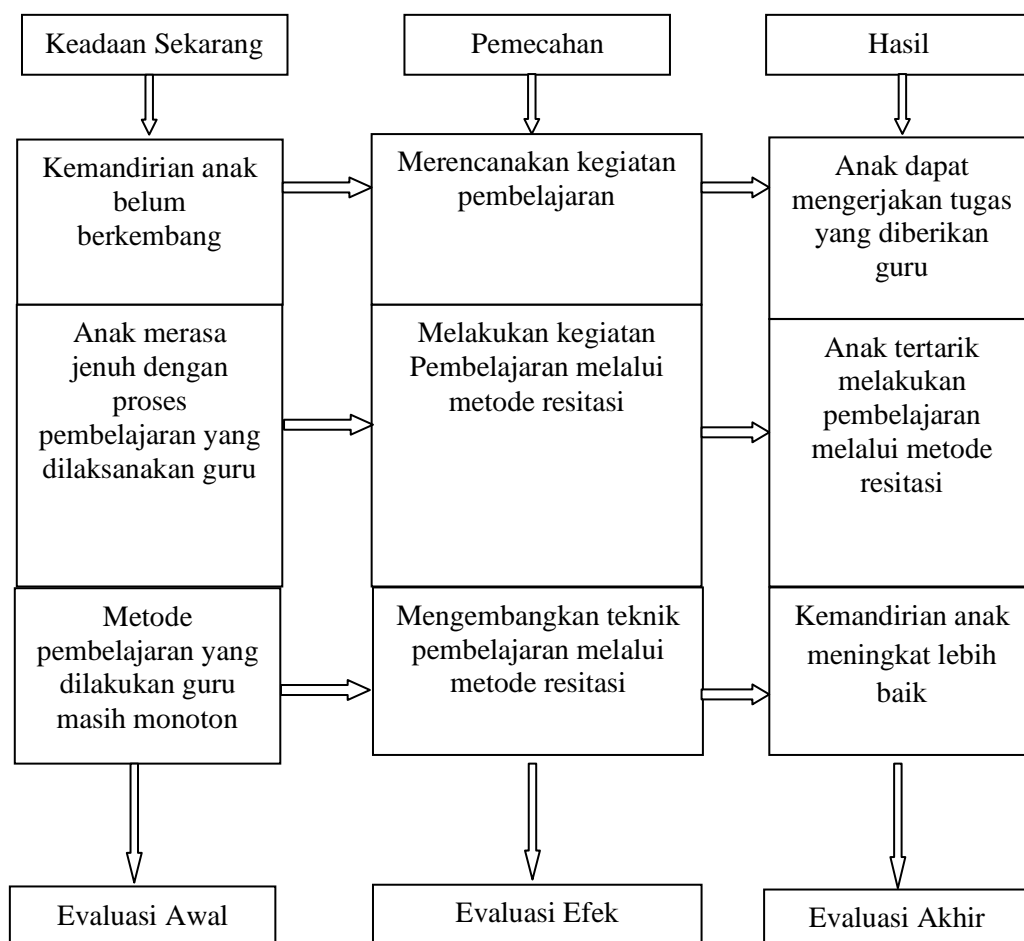 Keadaan Sekarang
Pemecahan
Hasil
Kemandirian anak
belum
berkembang
Merencanakan kegiatan
pembelajaran
Anak dapat
mengerjakan tugas
yang diberikan
guru
Anak merasa
jenuh dengan
proses
pembelajaran yang
dilaksanakan guru
Melakukan kegiatan
Pembelajaran melalui
metode resitasi
Anak tertarik
melakukan
pembelajaran
melalui metode
resitasi
Metode
pembelajaran yang
dilakukan guru
masih monoton
Mengembangkan teknik
pembelajaran melalui
metode resitasi
Kemandirian anak
meningkat lebih
baik
Evaluasi Awal
Evaluasi Efek
Evaluasi Akhir